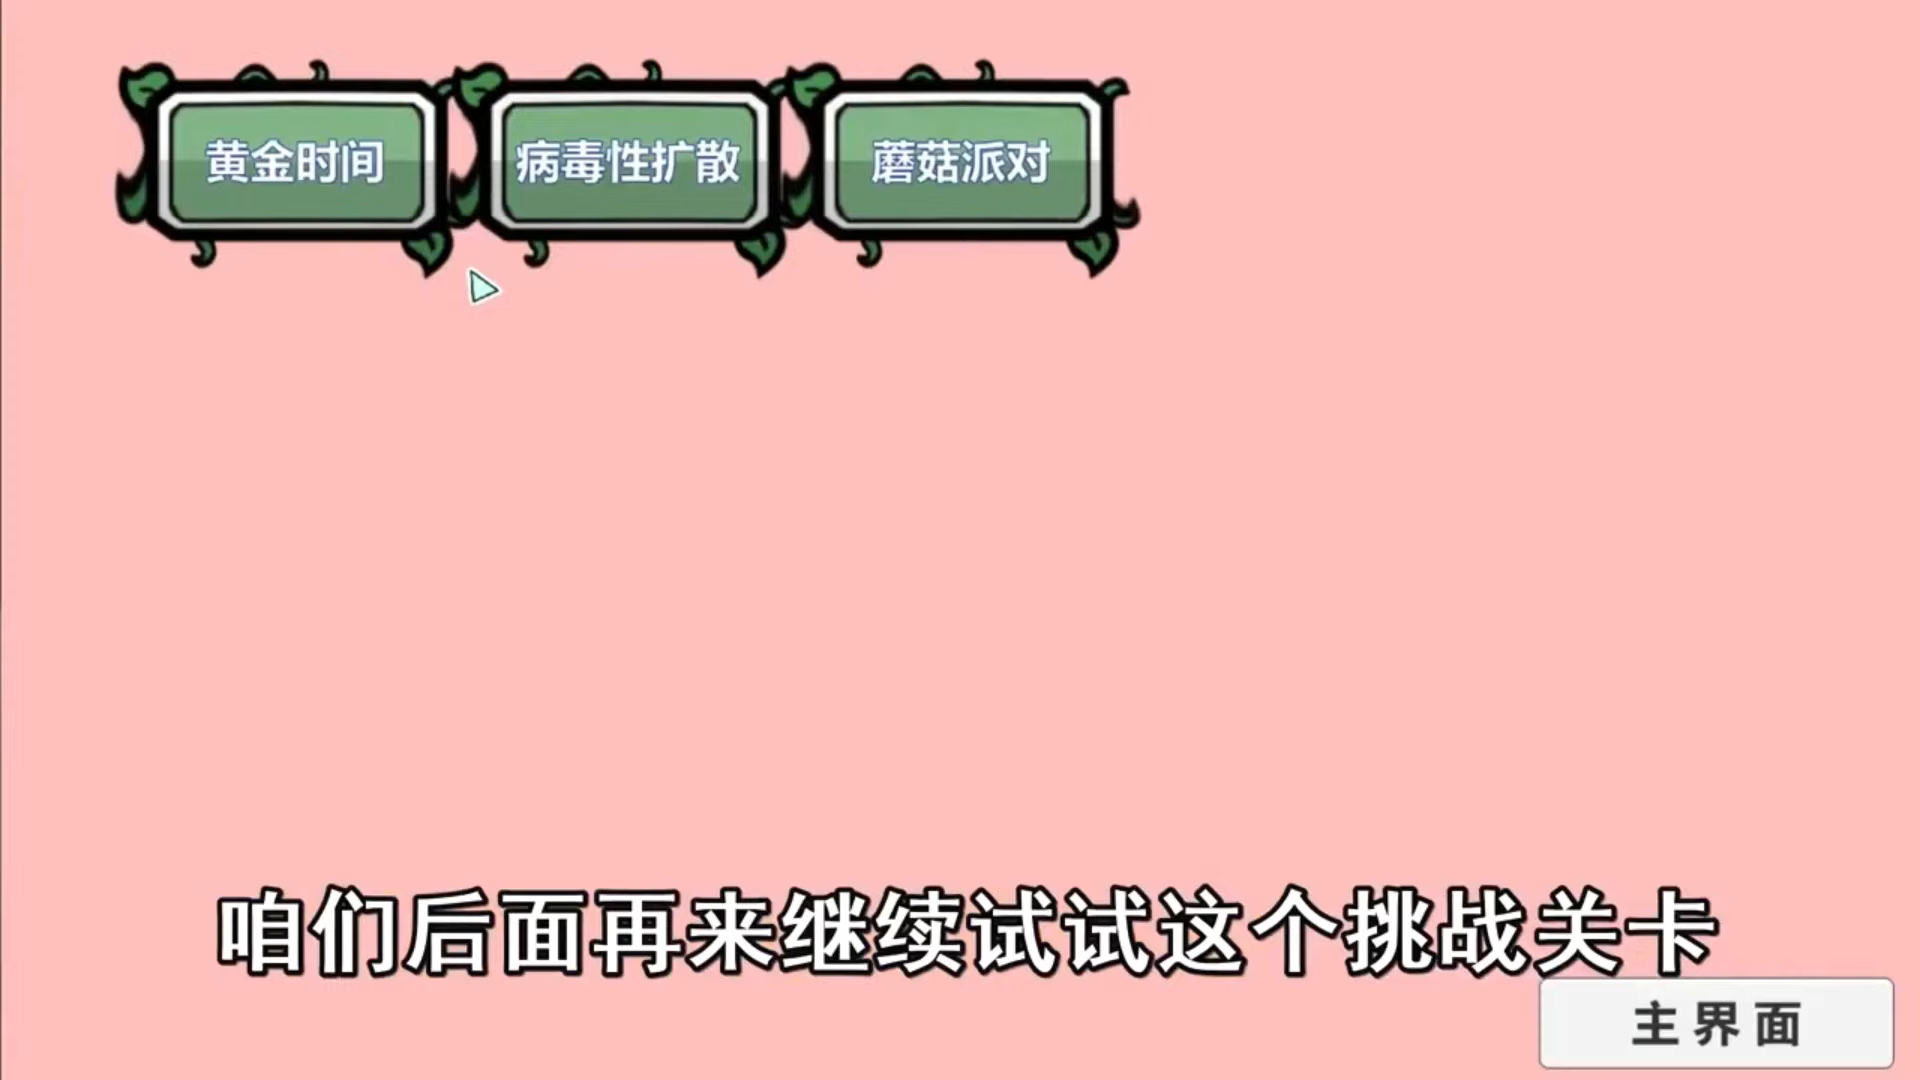 黄金时间
病毒性扩散
蘑菇派对
咱们后面再来继续试试这个挑战关卡
主界面